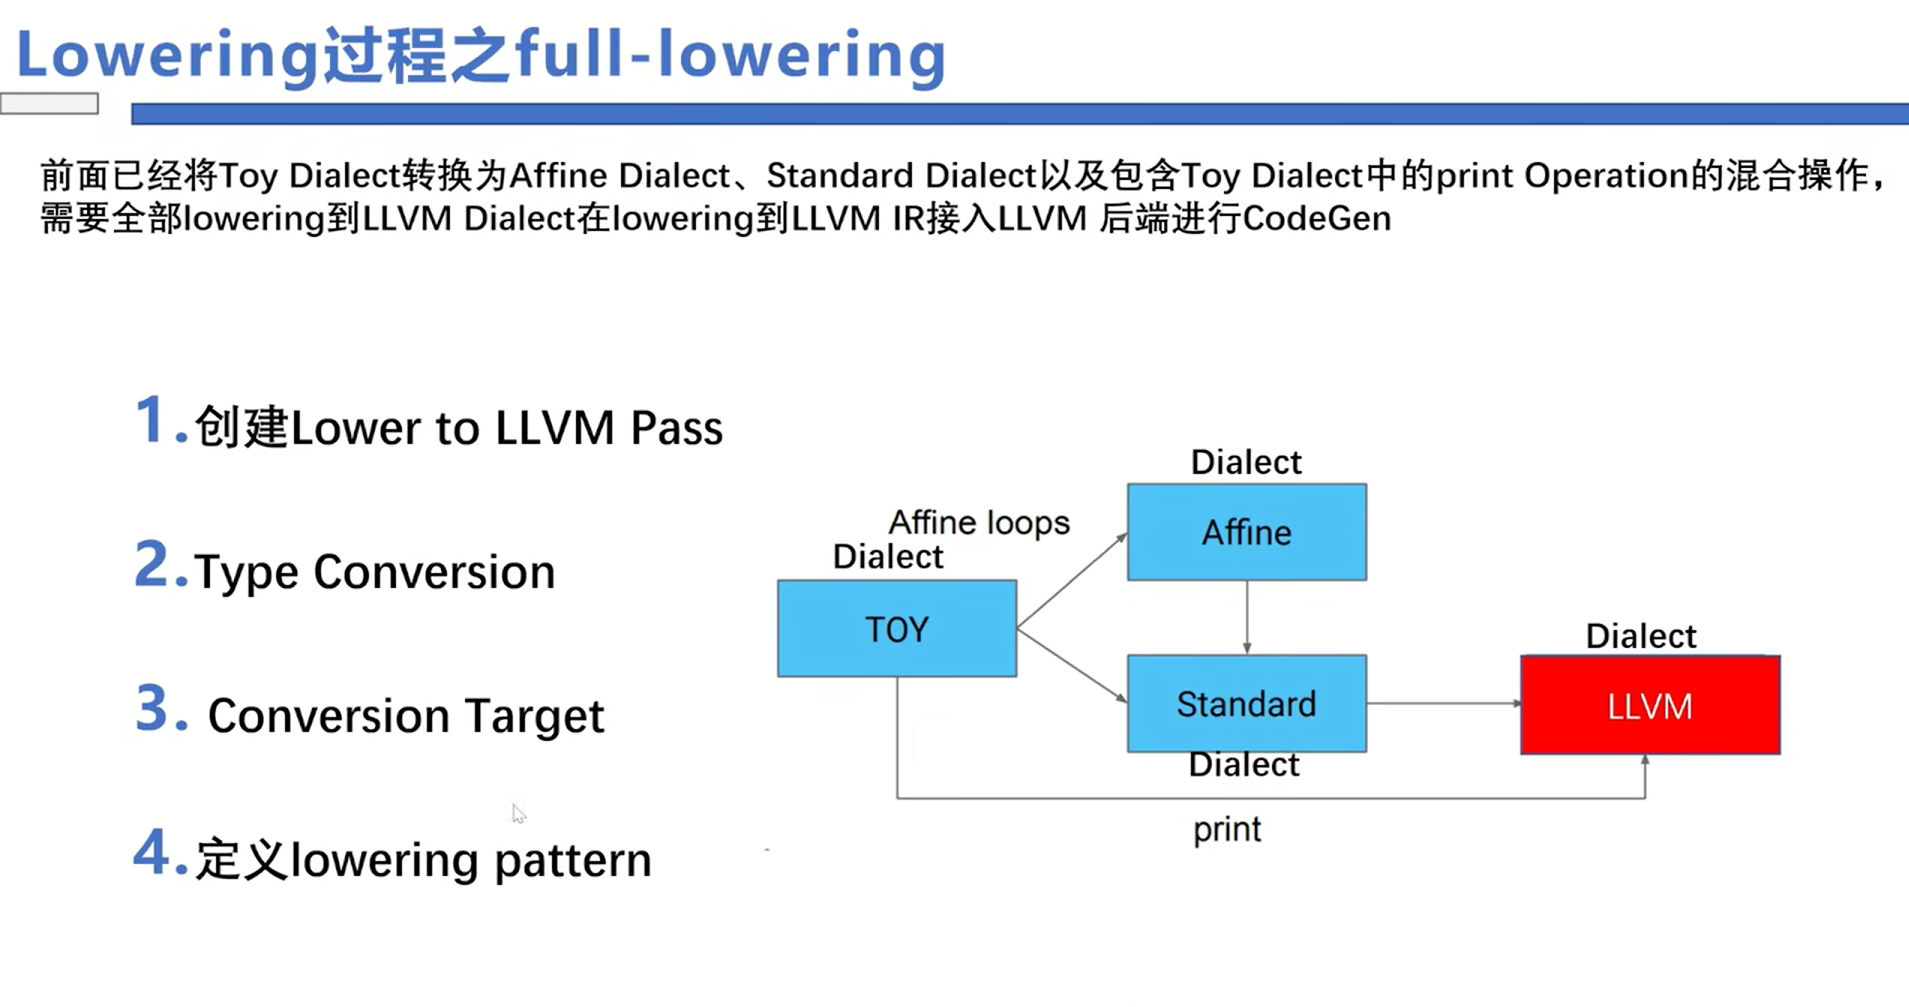 Lowering过程之full-lowering
前面已经将Toy Dialect转换为Affine Dialect、Standard Dialect以及包含Toy Dialect中的print Operation的混合操作，
需要全部lowering到LLVM Dialect在lowering到LLVM IR接入LLVM 后端进行CodeGen
1.创建Lower to LLVM Pass
2.Type Conversion
3. Conversion Target
4.定义lowering pattern
Dialect
Affine
Affine loops
Dialect
TOY
Standard
Dialect
Dialect
LLVM
print